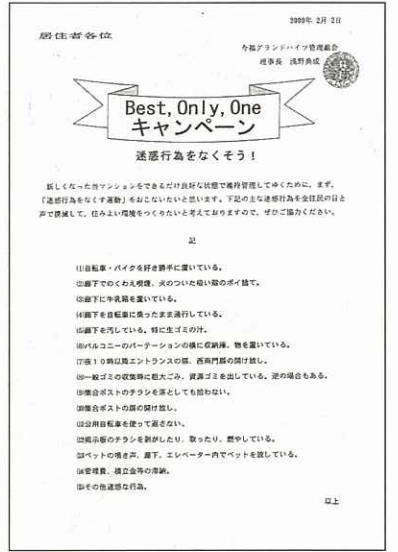 2009年 2月 2日
居住者各位
今福グランドハイツ管理組合
理事長 浅野典成
Best,Only,One
キャンペーン
迷惑行為をなくそう！
新しくなった当マンションをできるだけ良好な状態で維持管理してゆくために、まず、
「迷惑行為をなくす運動」をおこないたいと思います。下記の主な迷惑行為を全住民の目と
声で撲滅して、住みよい環境をつくりたいと考えておりますので、ぜひご協力ください。
記
(1)自転車・バイクを好き勝手に置いている。
(2)廊下でのくわえ喫煙、火のついた吸い殻のポイ捨て。
(3)廊下に牛乳箱を置いている。
(4)廊下を自転車に乗ったまま通行している。
(5)廊下を汚している。特に生ゴミの汁。
(6)バルコニーのパーテーションの横に収納庫、物を置いている。
(7)夜10時以降エントランスの扉、西南門扉の開け放し。
(8)一般ゴミの収集時に粗大ごみ、資源ゴミを出している。逆の場合もある。
(9)集合ポストのチラシを落としても拾わない。
(10)集合ポストの扉の開け放し。
(11)公用自転車を使って返さない。
(12)掲示版のチラシを剥がしたり、取ったり、燃やしている。
(13)ペットの鳴き声、廊下、エレベーター内でペットを放している。
(14)管理費、積立金等の滞納。
(15)その他迷惑な行為。
以上